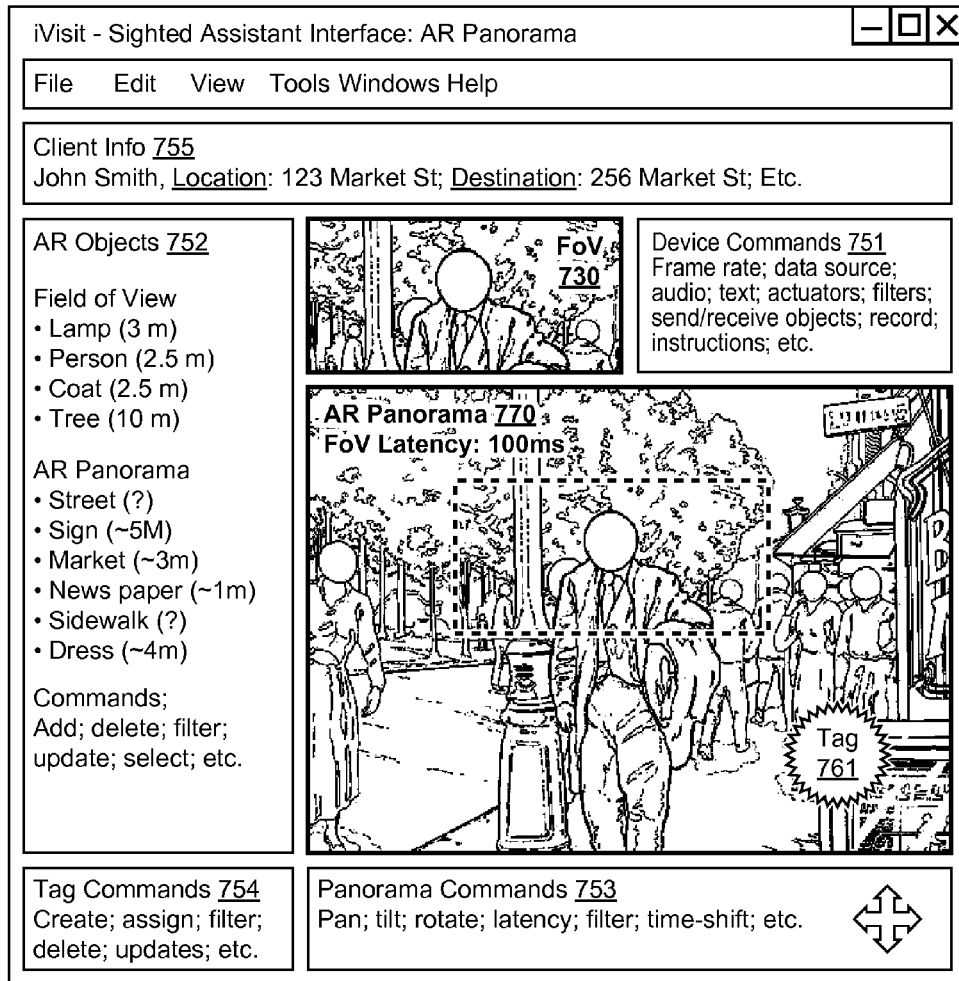 iVisit - Sighted Assistant Interface: AR Panorama
File Edit View Tools Windows Help
Client Info 755
John Smith, Location: 123 Market St; Destination: 256 Market St; Etc.
AR Objects 752
Field of View
• Lamp (3 m)
• Person (2.5 m)
• Coat (2.5 m)
• Tree (10 m)
AR Panorama
• Street (?)
• Sign (~5M)
• Market (~3m)
• News paper (~1m)
• Sidewalk (?)
• Dress (~4m)
Commands;
Add; delete; filter;
update; select; etc.
FoV
730
Device Commands 751
Frame rate; data source;
audio; text; actuators; filters;
send/receive objects; record;
instructions; etc.
AR Panorama 770
FoV Latency: 100ms
Tag
761
Tag Commands 754
Create; assign; filter;
delete; updates; etc.
Panorama Commands 753
Pan; tilt; rotate; latency; filter; time-shift; etc.